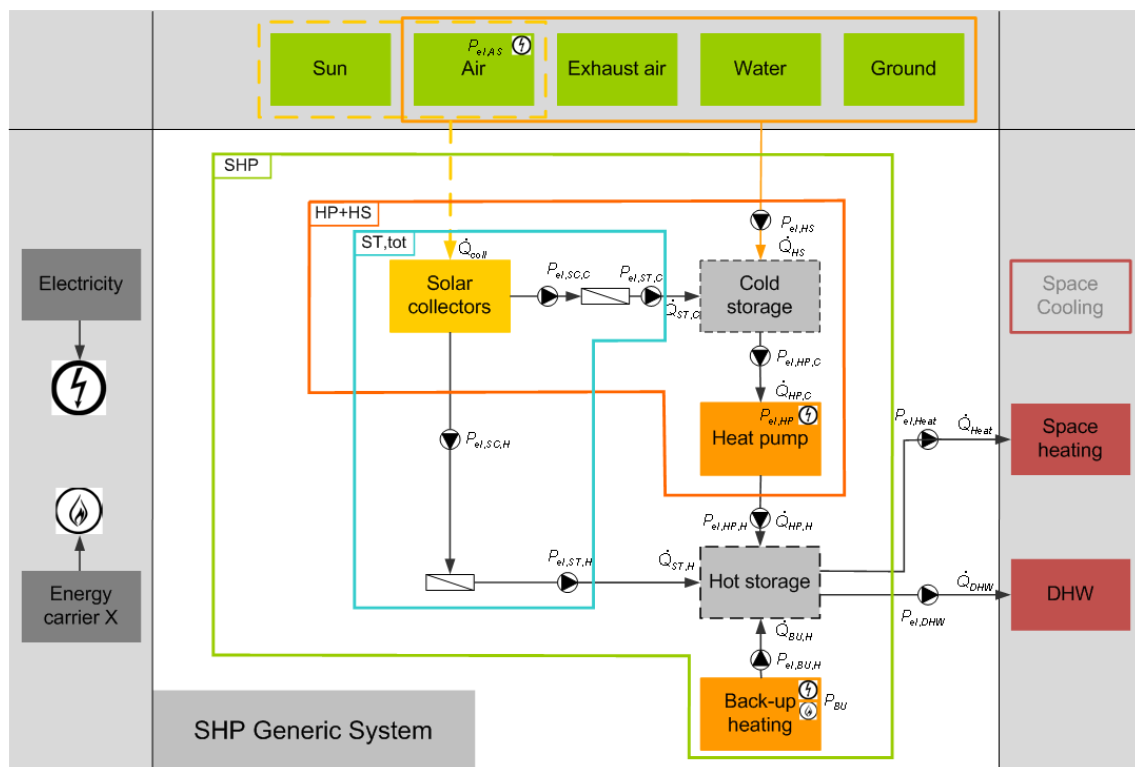 P el,AS
Sun
Air
Exhaust air
Water
Ground
SHP
HP+HS
P el,HS
ST,tot
Q̇ coll
Q̇ HS
P el,SC,C
P el,ST,C
Electricity
Solar
collectors
Cold
storage
Space
Cooling
Q̇ ST,C
P el,HP,C
Q̇ HP,C
P el,HP
Heat pump
P el,Heat
Q̇ Heat
Space
heating
P el,SC,H
P el,HP,H
Q̇ HP,H
P el,ST,H
Q̇ ST,H
Hot storage
Q̇ DHW
Energy
carrier X
DHW
P el,DHW
Q̇ BU,H
P el,BU,H
Back-up
heating
P BU
SHP Generic System